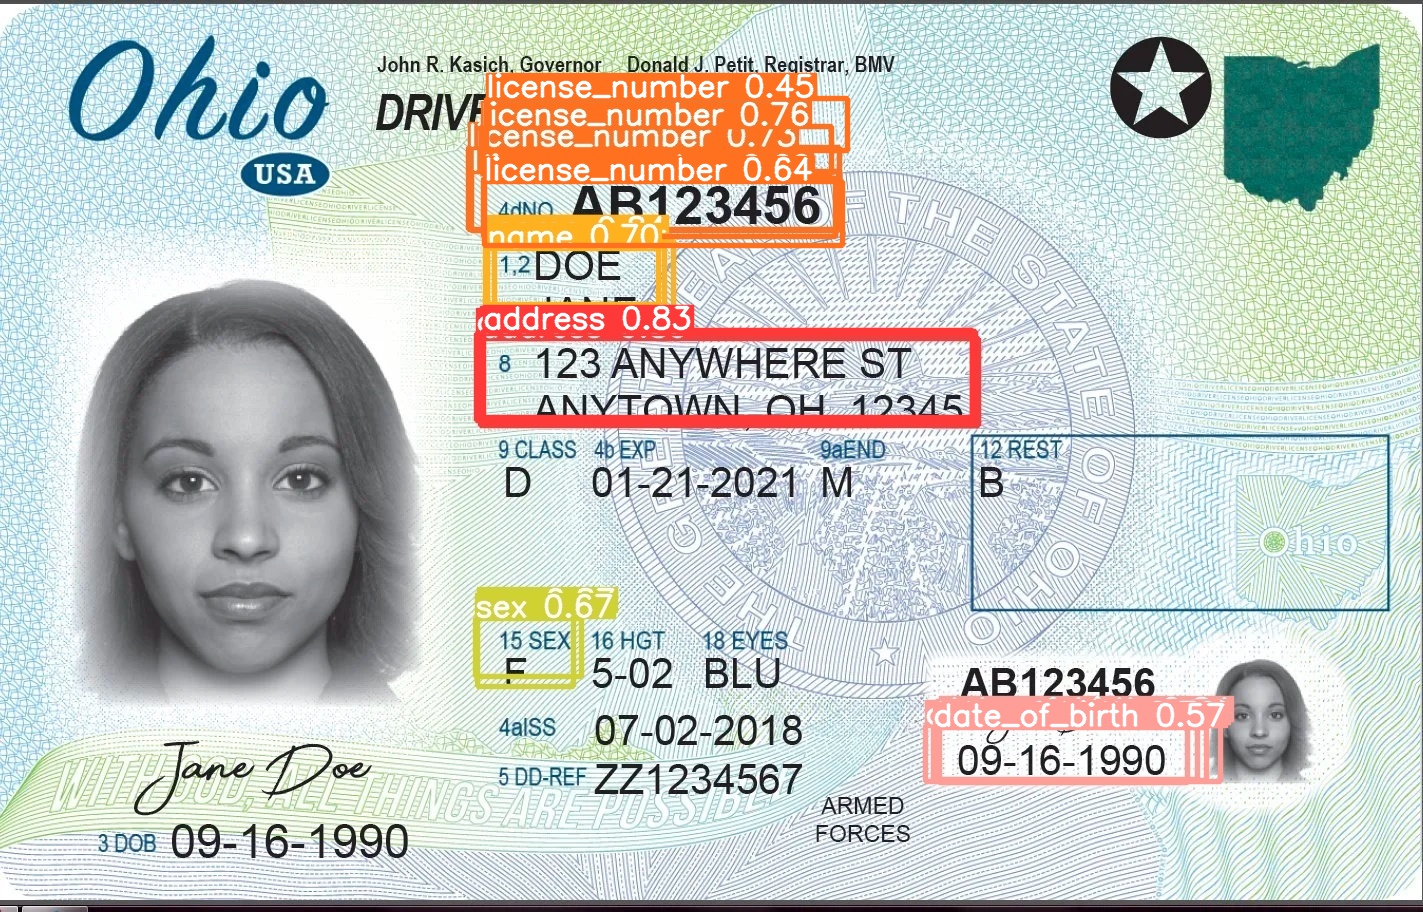 Ohio
USA
John R. Kasich, Governor Donald J. Petit, Registrar, BMV
license_number 0.45
license_number 0.76
license_number 0.73
license_number 0.64
4dNO AB123456
name 0.70
1,2 DOE
JANE
address 0.83
8 123 ANYWHERE ST
ANYTOWN, OH, 12345
9 CLASS 4b EXP 9aEND 12 REST
D 01-21-2021 M B
Ohio
sex 0.67
15 SEX 16 HGT 18 EYES
F 5-02 BLU
4aISS 07-02-2018
5 DD-REF ZZ1234567
AB123456
date_of_birth 0.57
09-16-1990
ARMED
FORCES
Jane Doe
WITH GOD, ALL THINGS ARE POSSIBLE
3 DOB 09-16-1990
THE GREAT SEAL OF THE STATE OF OHIO